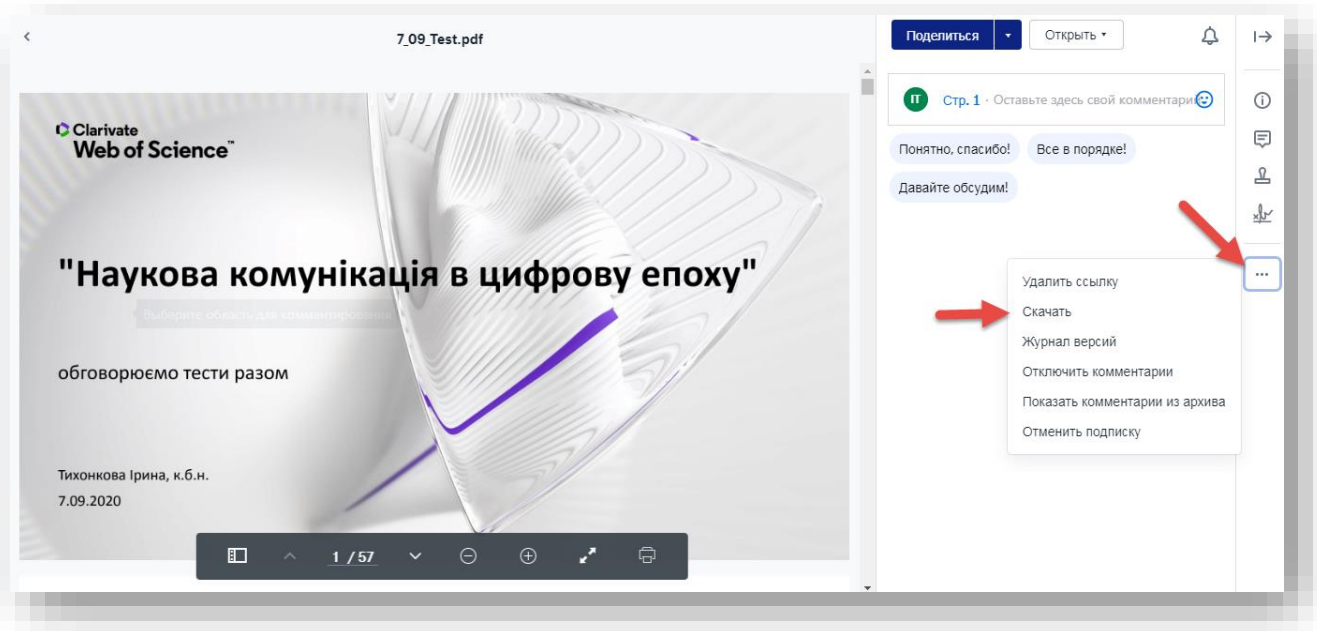 7_09_Test.pdf
Поделиться
Открыть
Clarivate
Web of Science™
"Наукова комунікація в цифрову епоху"
Выберите область для комментирования
обговорюємо тести разом
Тихонкова Ірина, к.б.н.
7.09.2020
1 / 57
ІТ Стр. 1 · Оставьте здесь свой комментарий
Понятно, спасибо! Все в порядке!
Давайте обсудим!
Удалить ссылку
Скачать
Журнал версий
Отключить комментарии
Показать комментарии из архива
Отменить подписку